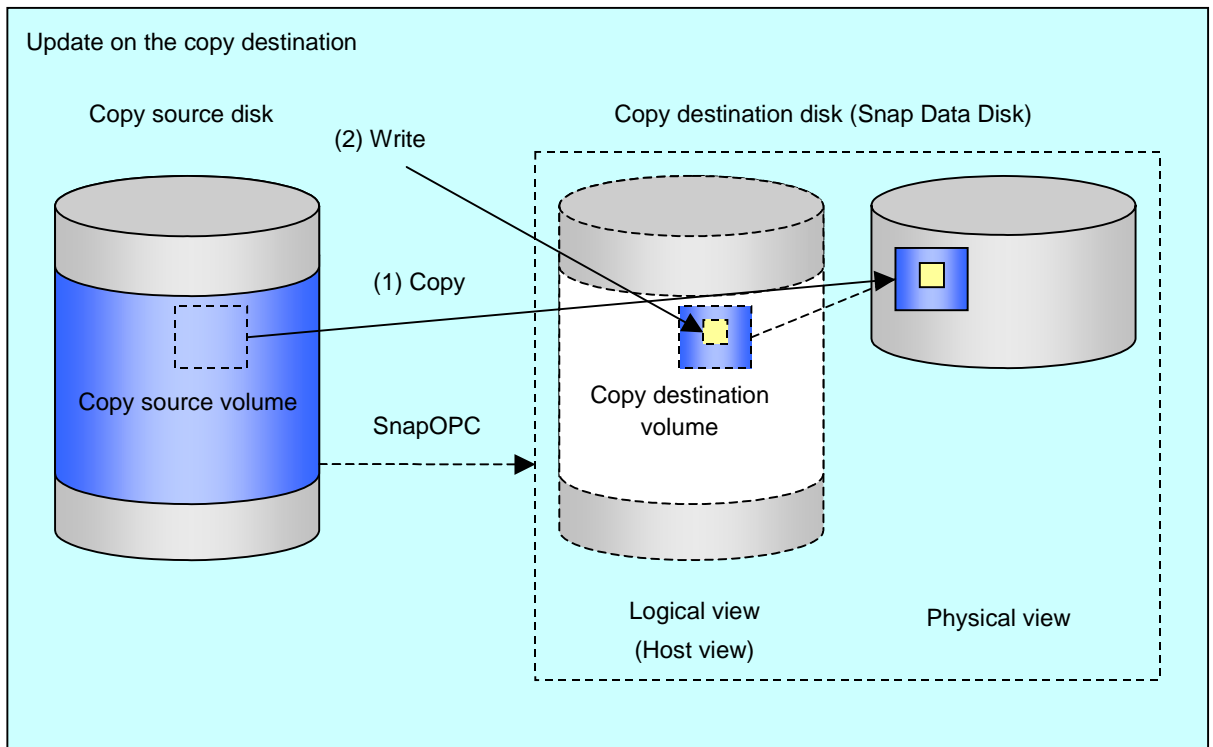 Update on the copy destination
Copy source disk
Copy destination disk (Snap Data Disk)
(2) Write
(1) Copy
Copy source volume
Copy destination
volume
SnapOPC
Logical view
(Host view)
Physical view